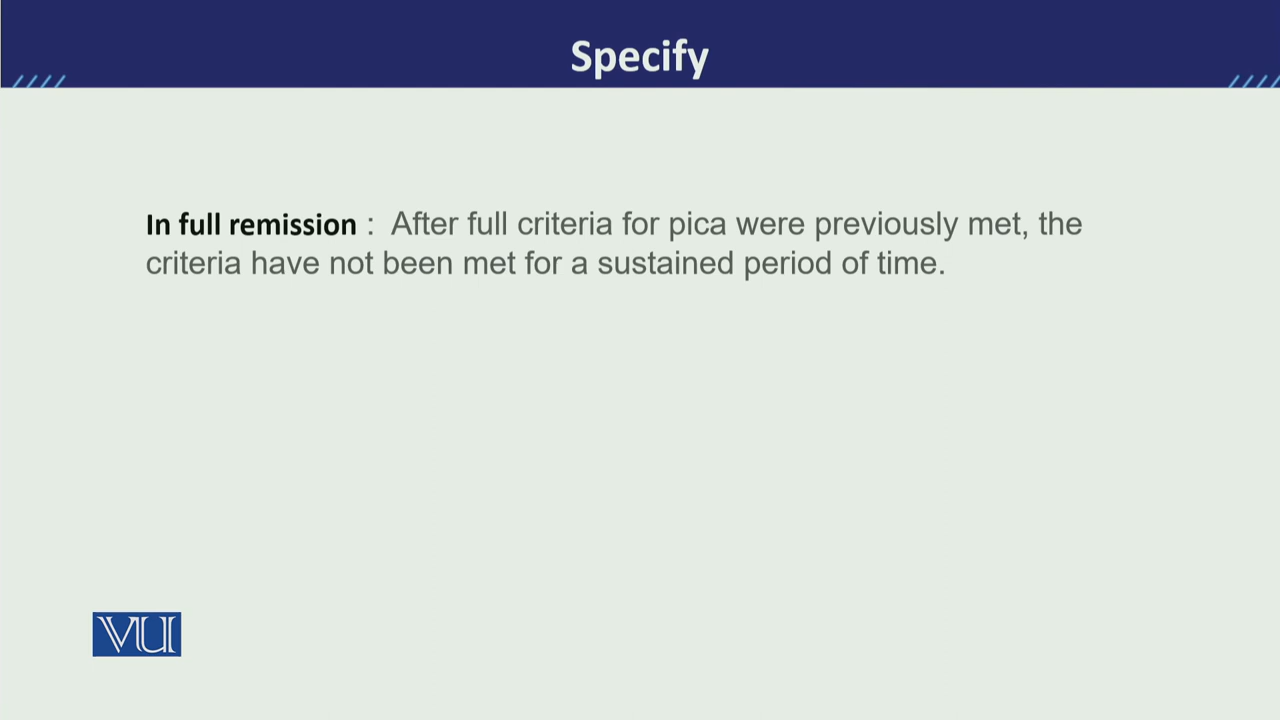 Specify
In full remission : After full criteria for pica were previously met, the
criteria have not been met for a sustained period of time.
VU